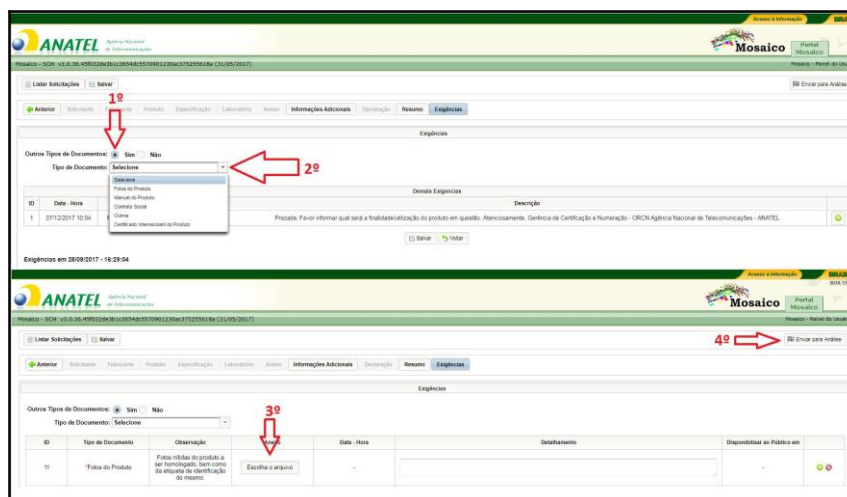 Acesso à Informação BRAS
ANATEL Agência Nacional de Telecomunicações
Mosaico Portal Mosaico
Mosaico - SCH v3.0.36.45f032de3b1c3654dc5570901230ac375255618a (31/05/2017) Mosaico - Painel do Usu
Listar Solicitações Salvar Enviar para Análise
1º
Anterior Solicitante Fabricante Produto Especificação Laboratório Anexo Informações Adicionais Declaração Resumo Exigências
Exigências
Outros Tipos de Documentos: Sim Não
Tipo de Documento: Selecione
2º
Selecione
Fotos do Produto
Manual do Produto
Contrato Social
Outros
Certificado Internacional do Produto
Demais Exigencias
ID Data - Hora Descrição
1 07/12/2017 10:04 Prezada, Favor informar qual será a finalidade/utilização do produto em questão. Atenciosamente. Gerência de Certificação e Numeração - ORCN Agência Nacional de Telecomunicações - ANATEL
Salvar Voltar
Exigências em 28/09/2017 - 16:29:04
Acesso à Informação BRAS
BOA TA
ANATEL Agência Nacional de Telecomunicações
Mosaico Portal Mosaico
Mosaico - SCH v3.0.36.45f032de3b1c3654dc5570901230ac375255618a (31/05/2017) Mosaico - Painel do Usuár
Listar Solicitações Salvar
4º
Enviar para Análise
Anterior Solicitante Fabricante Produto Especificação Laboratório Anexo Informações Adicionais Declaração Resumo Exigências
Exigências
Outros Tipos de Documentos: Sim Não
Tipo de Documento: Selecione
3º
ID Tipo de Documento Observação Anexo Data - Hora Detalhamento Disponibilizar ao Público em
*Fotos do Produto
Fotos nítidas do produto a
ser homologado, bem como
da etiqueta de identificação
do mesmo.
Escolha o arquivo
-
-